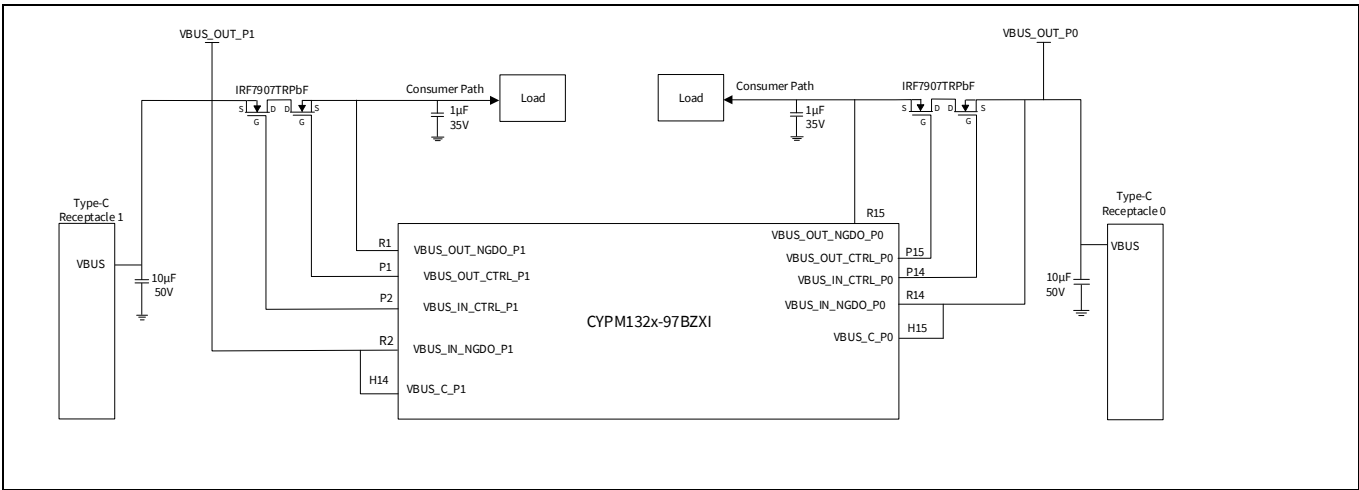 VBUS_OUT_P1
VBUS_OUT_P0
IRF7907TRPbF
Consumer Path
Load
Load
Consumer Path
IRF7907TRPbF
S
D
D
S
G
G
1µF
35V
1µF
35V
S
D
D
S
G
G
Type-C
Receptacle 1
VBUS
10µF
50V
R1
P1
P2
R2
H14
VBUS_OUT_NGDO_P1
VBUS_OUT_CTRL_P1
VBUS_IN_CTRL_P1
VBUS_IN_NGDO_P1
VBUS_C_P1
CYPM132x-97BZXI
R15
VBUS_OUT_NGDO_P0
VBUS_OUT_CTRL_P0
VBUS_IN_CTRL_P0
VBUS_IN_NGDO_P0
VBUS_C_P0
P15
P14
R14
H15
Type-C
Receptacle 0
VBUS
10µF
50V